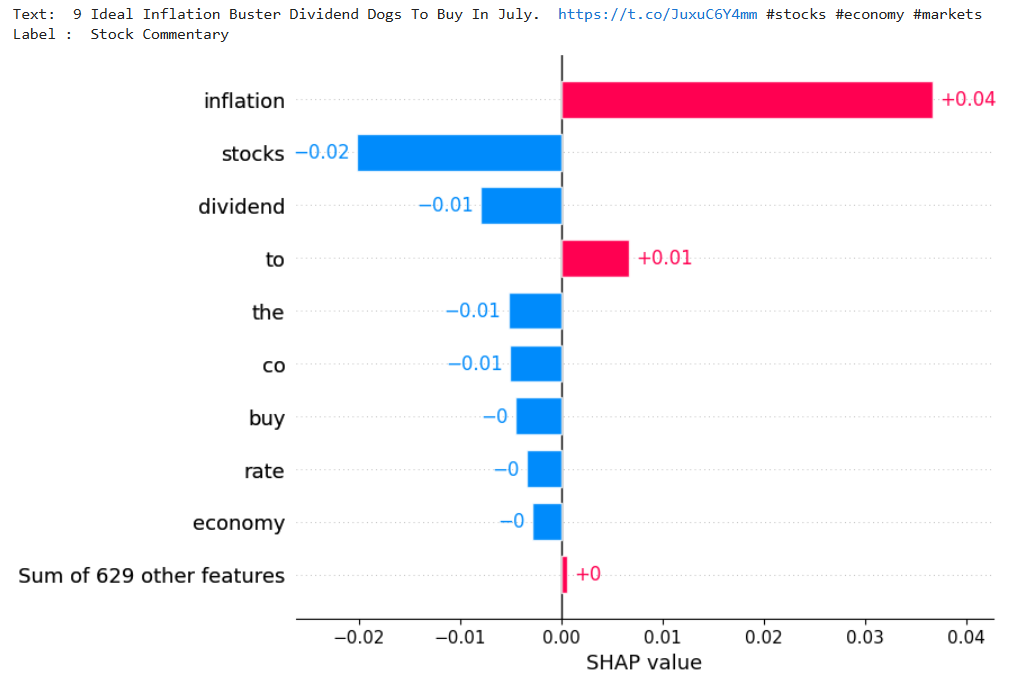 Text:  9 Ideal Inflation Buster Dividend Dogs To Buy In July.  https://t.co/JuxuC6Y4mm #stocks #economy #markets
Label :  Stock Commentary
inflation +0.04
stocks −0.02
dividend −0.01
to +0.01
the −0.01
co −0.01
buy −0
rate −0
economy −0
Sum of 629 other features +0
−0.02 −0.01 0.00 0.01 0.02 0.03 0.04
SHAP value